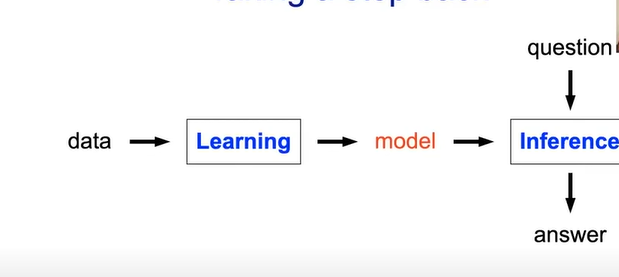 question
data Learning model Inference
answer